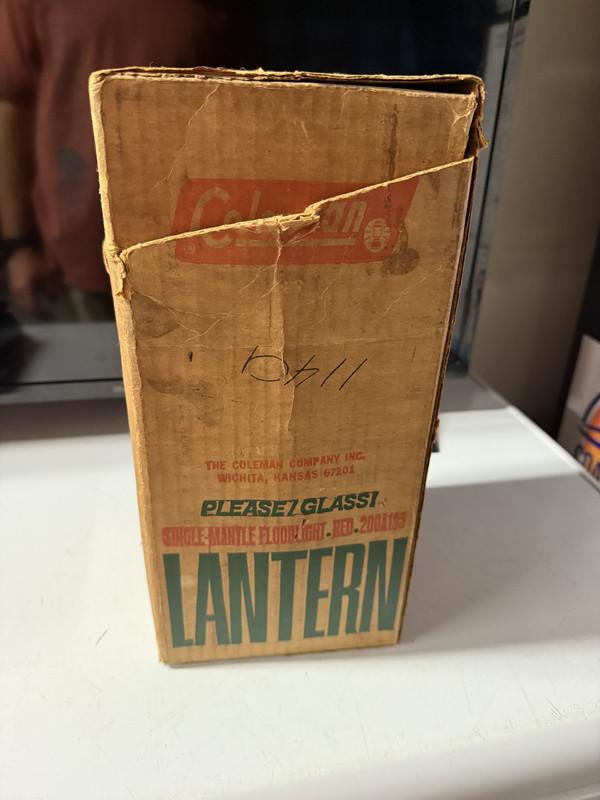 Coleman
THE COLEMAN COMPANY INC.
WICHITA, KANSAS 67201
PLEASE! GLASS!
SINGLE-MANTLE FLOODLIGHT•RED•200A195
LANTERN